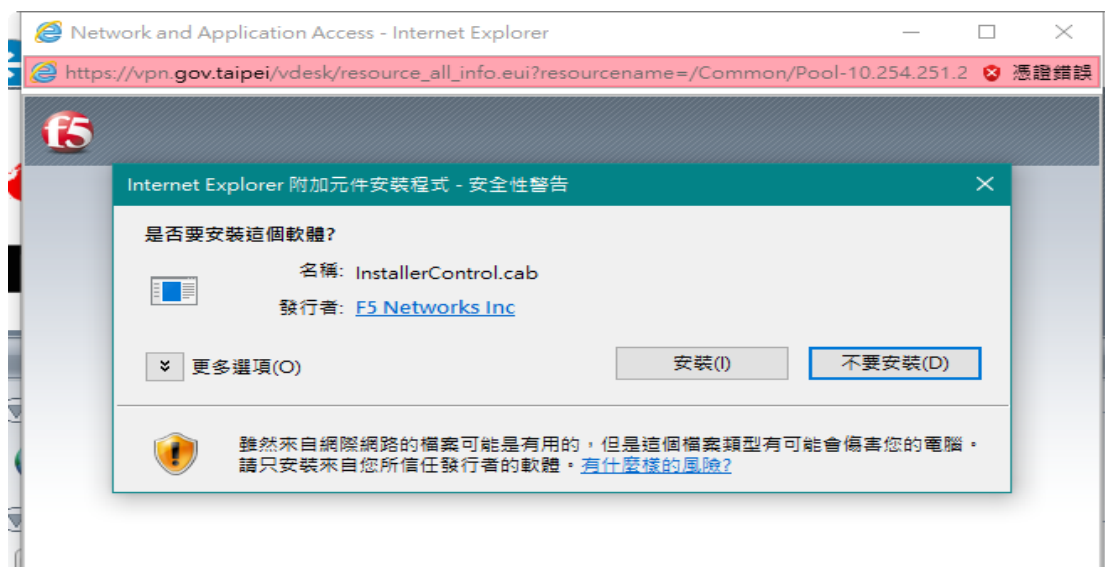 Network and Application Access - Internet Explorer
https://vpn.gov.taipei/vdesk/resource_all_info.eui?resourcename=/Common/Pool-10.254.251.2 憑證錯誤
f5
Internet Explorer 附加元件安裝程式 - 安全性警告
是否要安裝這個軟體?
名稱: InstallerControl.cab
發行者: F5 Networks Inc
更多選項(O) 安裝(I) 不要安裝(D)
雖然來自網際網路的檔案可能是有用的，但是這個檔案類型有可能會傷害您的電腦。
請只安裝來自您所信任發行者的軟體。有什麼樣的風險?